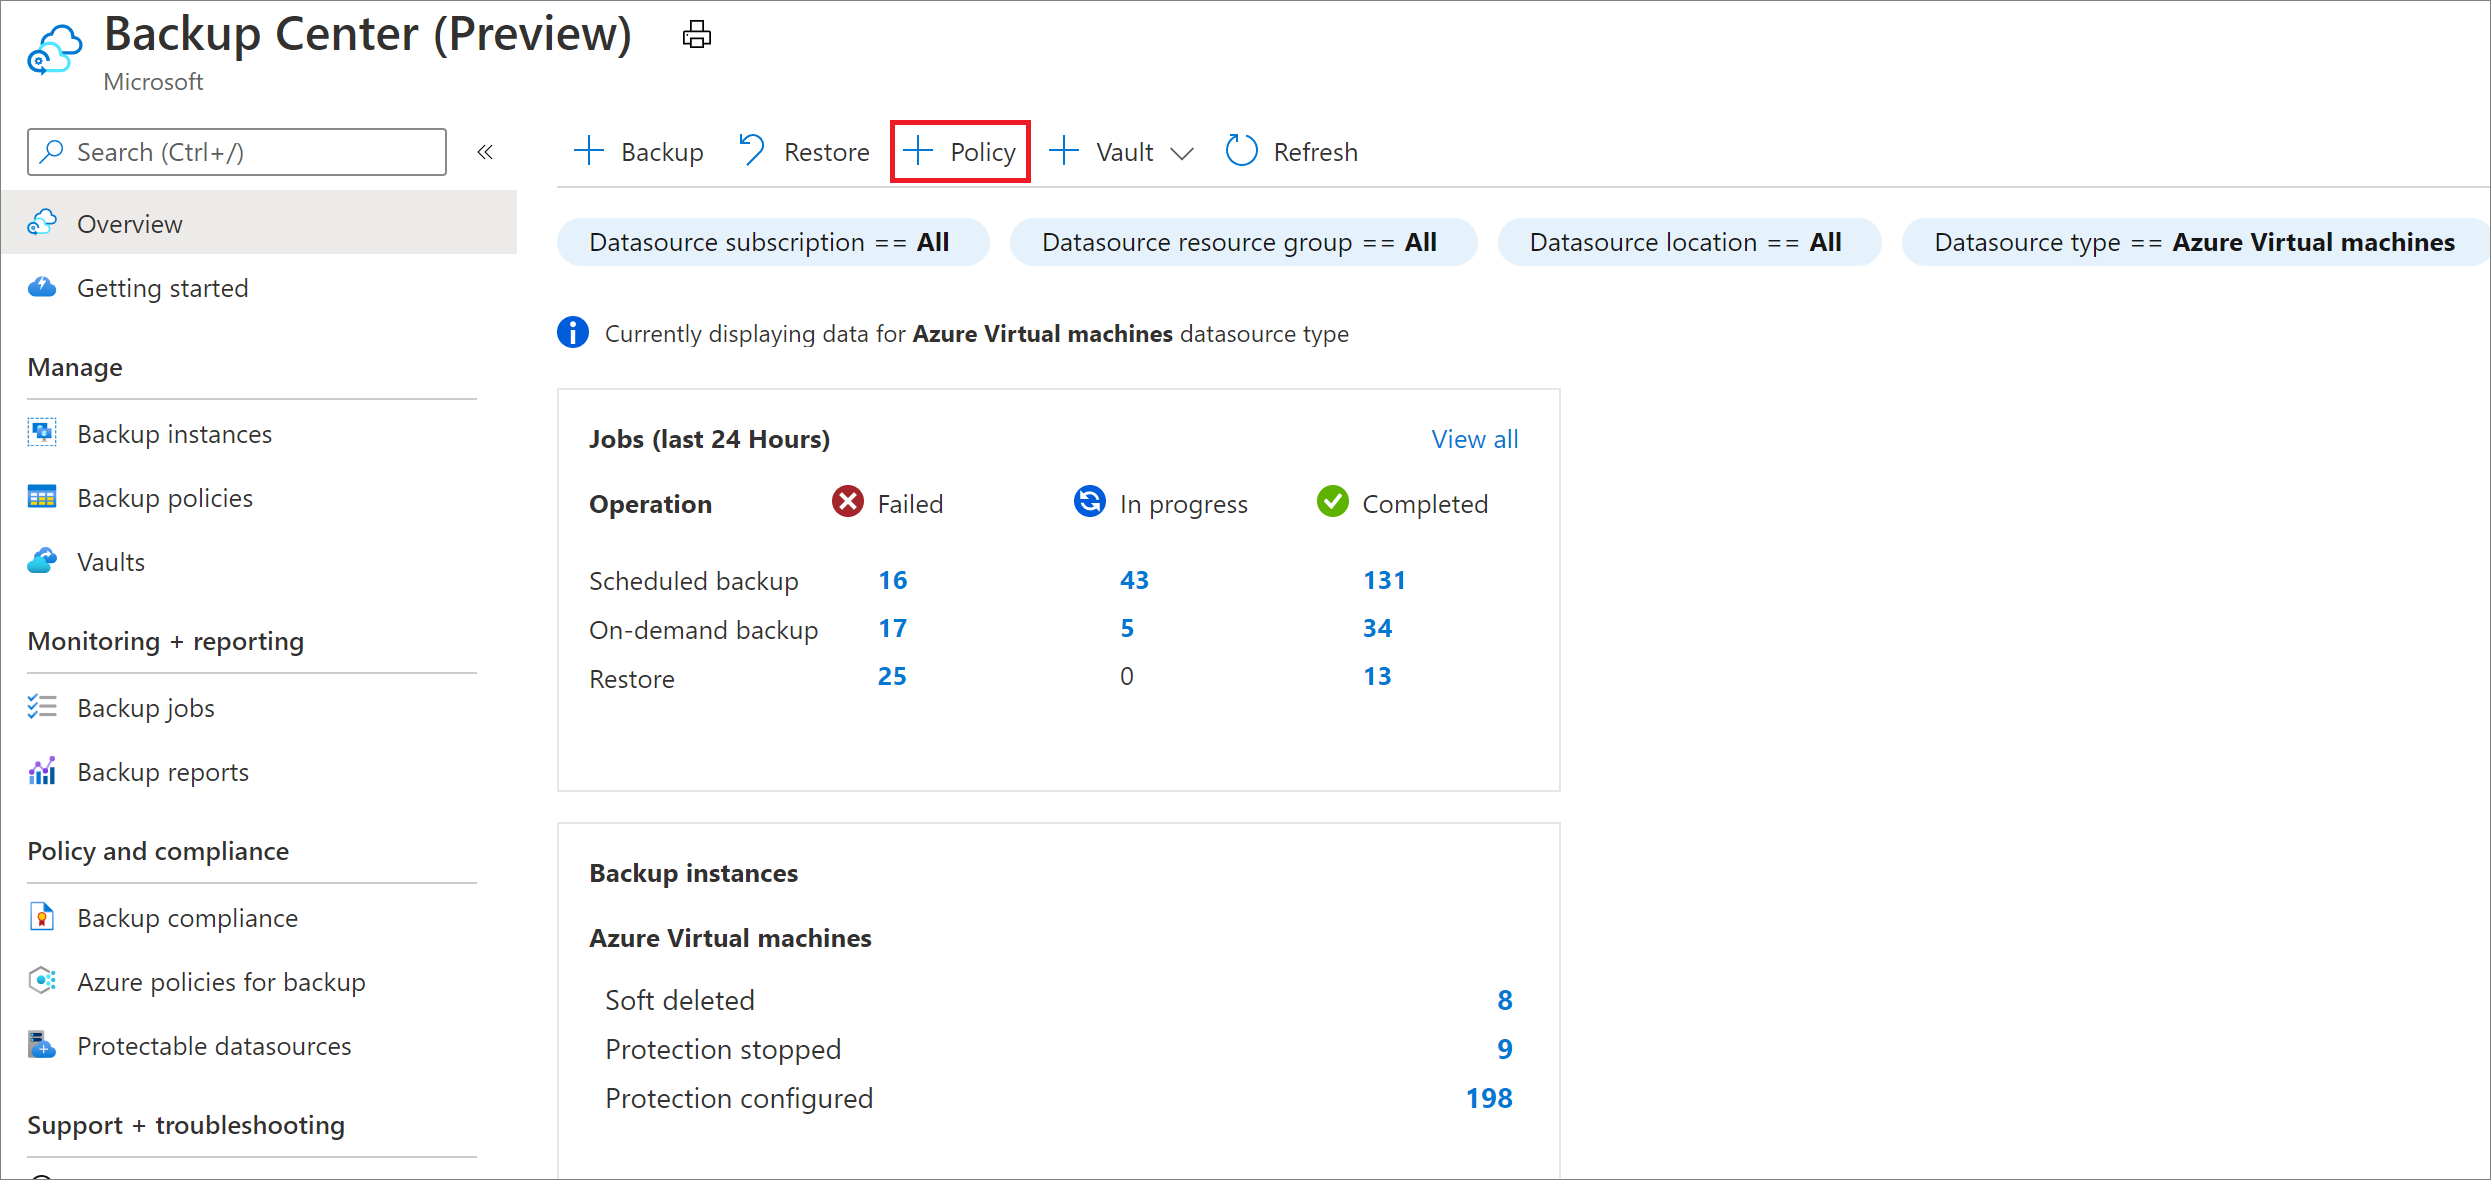 Backup Center (Preview)
Microsoft
Search (Ctrl+/)
«
Overview
Getting started
Manage
Backup instances
Backup policies
Vaults
Monitoring + reporting
Backup jobs
Backup reports
Policy and compliance
Backup compliance
Azure policies for backup
Protectable datasources
Support + troubleshooting
Backup Restore Policy Vault Refresh
Datasource subscription == All Datasource resource group == All Datasource location == All Datasource type == Azure Virtual machines
Currently displaying data for Azure Virtual machines datasource type
Jobs (last 24 Hours) View all
Operation Failed In progress Completed
Scheduled backup 16 43 131
On-demand backup 17 5 34
Restore 25 0 13
Backup instances
Azure Virtual machines
Soft deleted 8
Protection stopped 9
Protection configured 198